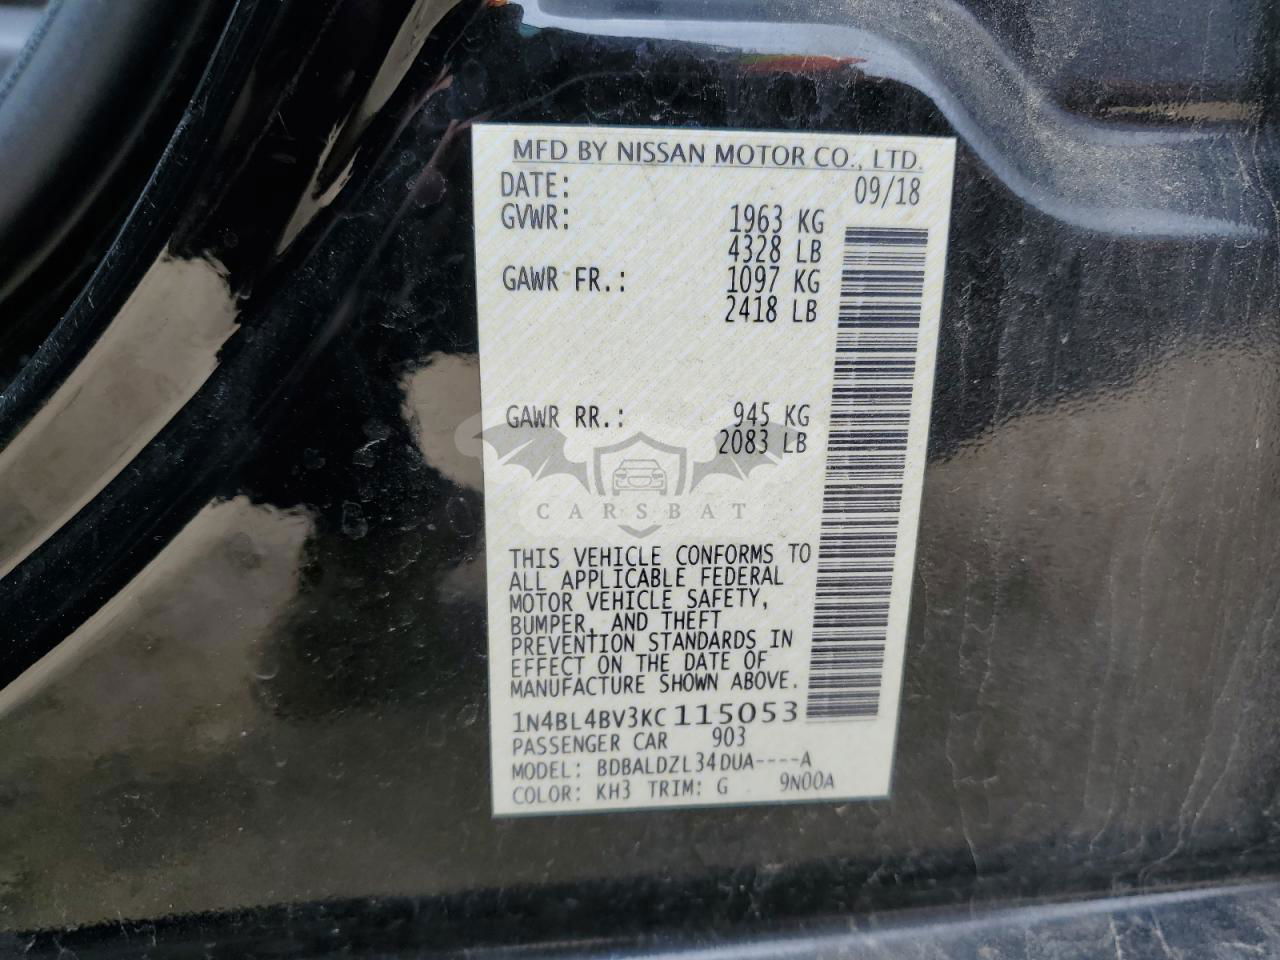 MFD BY NISSAN MOTOR CO., LTD.
DATE: 09/18
GVWR: 1963 KG
4328 LB
GAWR FR.: 1097 KG
2418 LB
GAWR RR.: 945 KG
2083 LB
CARSBAT
THIS VEHICLE CONFORMS TO
ALL APPLICABLE FEDERAL
MOTOR VEHICLE SAFETY,
BUMPER, AND THEFT
PREVENTION STANDARDS IN
EFFECT ON THE DATE OF
MANUFACTURE SHOWN ABOVE.
1N4BL4BV3KC115053
PASSENGER CAR 903
MODEL: BDBALDZL34DUA----A
COLOR: KH3 TRIM: G 9N00A